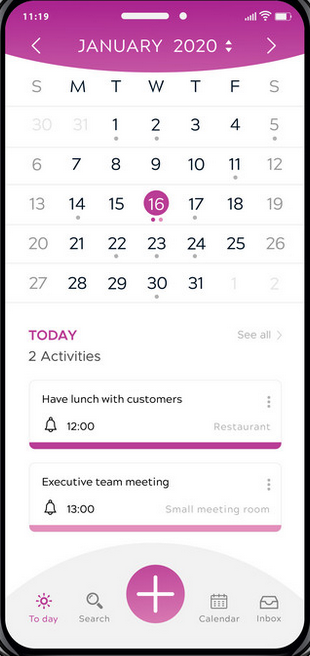 11:19
JANUARY 2020
S M T W T F S
30 31 1 2 3 4 5
6 7 8 9 10 11 12
13 14 15 16 17 18 19
20 21 22 23 24 25 26
27 28 29 30 31 1 2
TODAY See all
2 Activities
Have lunch with customers
12:00 Restaurant
Executive team meeting
13:00 Small meeting room
To day Search Calendar Inbox